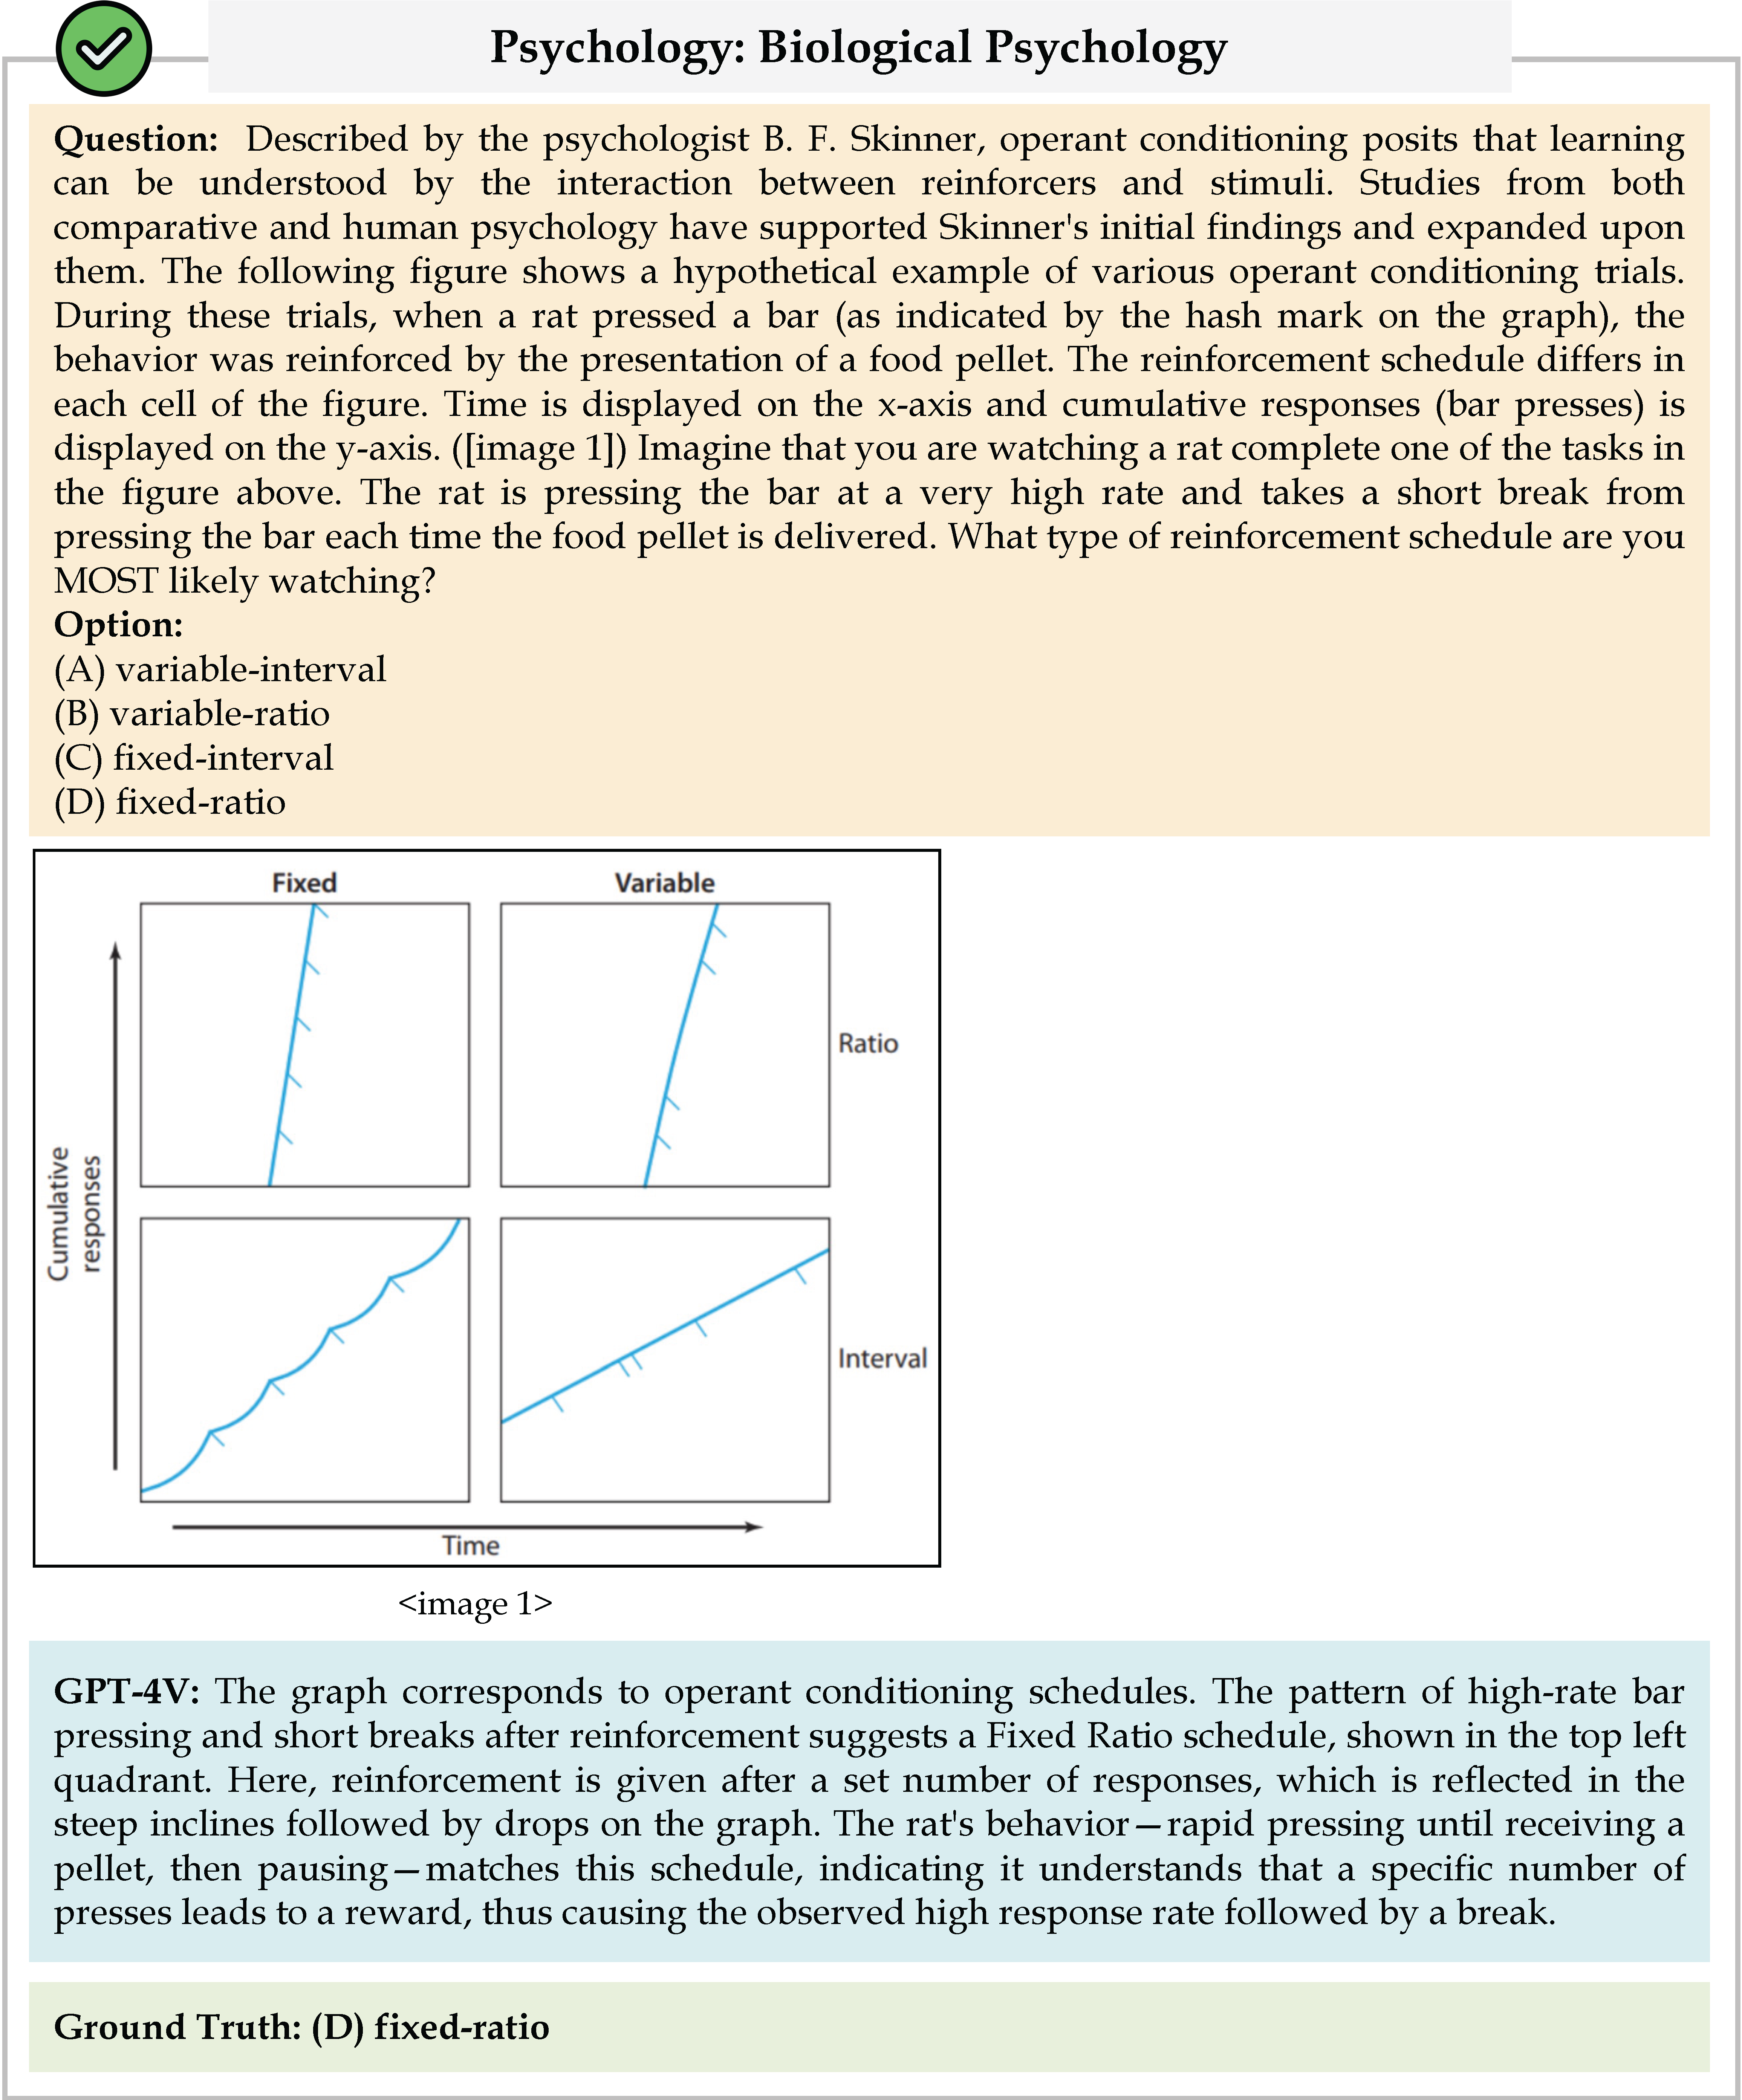 Psychology: Biological Psychology
Question: Described by the psychologist B. F. Skinner, operant conditioning posits that learning
can be understood by the interaction between reinforcers and stimuli. Studies from both
comparative and human psychology have supported Skinner's initial findings and expanded upon
them. The following figure shows a hypothetical example of various operant conditioning trials.
During these trials, when a rat pressed a bar (as indicated by the hash mark on the graph), the
behavior was reinforced by the presentation of a food pellet. The reinforcement schedule differs in
each cell of the figure. Time is displayed on the x-axis and cumulative responses (bar presses) is
displayed on the y-axis. ([image 1]) Imagine that you are watching a rat complete one of the tasks in
the figure above. The rat is pressing the bar at a very high rate and takes a short break from
pressing the bar each time the food pellet is delivered. What type of reinforcement schedule are you
MOST likely watching?
Option:
(A) variable-interval
(B) variable-ratio
(C) fixed-interval
(D) fixed-ratio
Fixed
Variable
Ratio
Cumulative
responses
Interval
Time
<image 1>
GPT-4V: The graph corresponds to operant conditioning schedules. The pattern of high-rate bar
pressing and short breaks after reinforcement suggests a Fixed Ratio schedule, shown in the top left
quadrant. Here, reinforcement is given after a set number of responses, which is reflected in the
steep inclines followed by drops on the graph. The rat's behavior—rapid pressing until receiving a
pellet, then pausing—matches this schedule, indicating it understands that a specific number of
presses leads to a reward, thus causing the observed high response rate followed by a break.
Ground Truth: (D) fixed-ratio